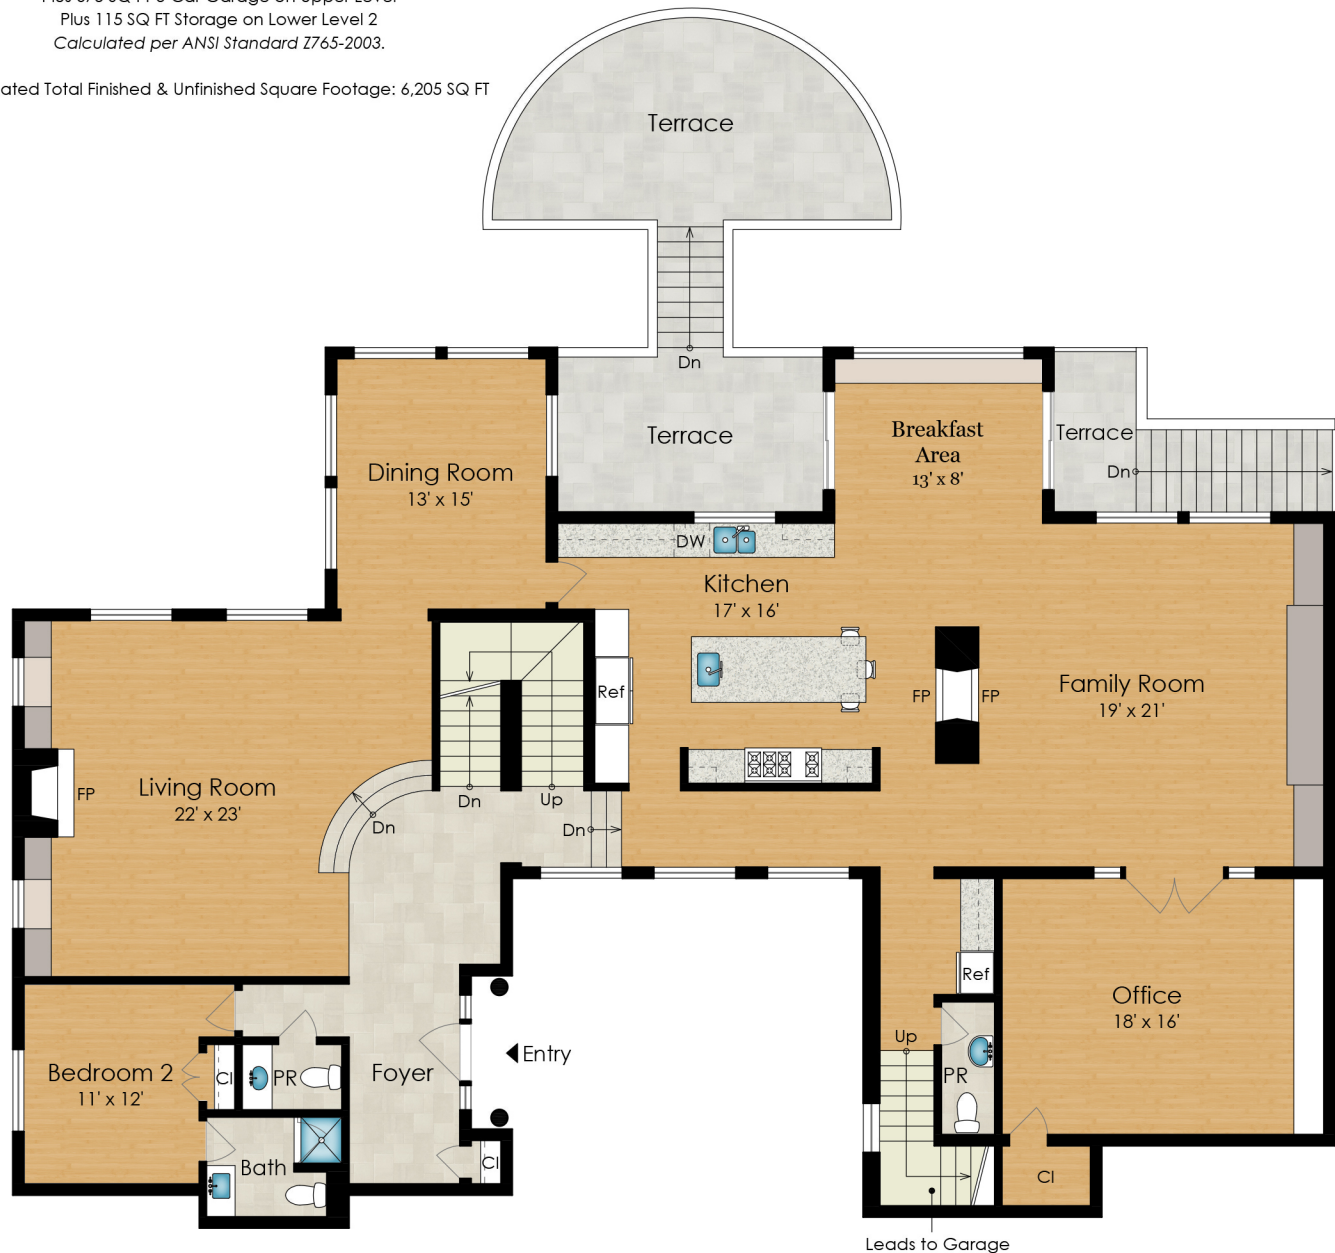 Plus 115 SQ FT Storage on Lower Level 2
Calculated per ANSI Standard Z765-2003.
ated Total Finished & Unfinished Square Footage: 6,205 SQ FT
Terrace
Dn
Terrace
Breakfast
Area
13' x 8'
Terrace
Dn
Dining Room
13' x 15'
DW
Kitchen
17' x 16'
Ref
FP
FP
Family Room
19' x 21'
Living Room
22' x 23'
FP
Dn
Dn
Up
Dn
Ref
Office
18' x 16'
Entry
Up
Bedroom 2
11' x 12'
Cl
PR
Foyer
PR
Bath
Cl
Cl
Leads to Garage